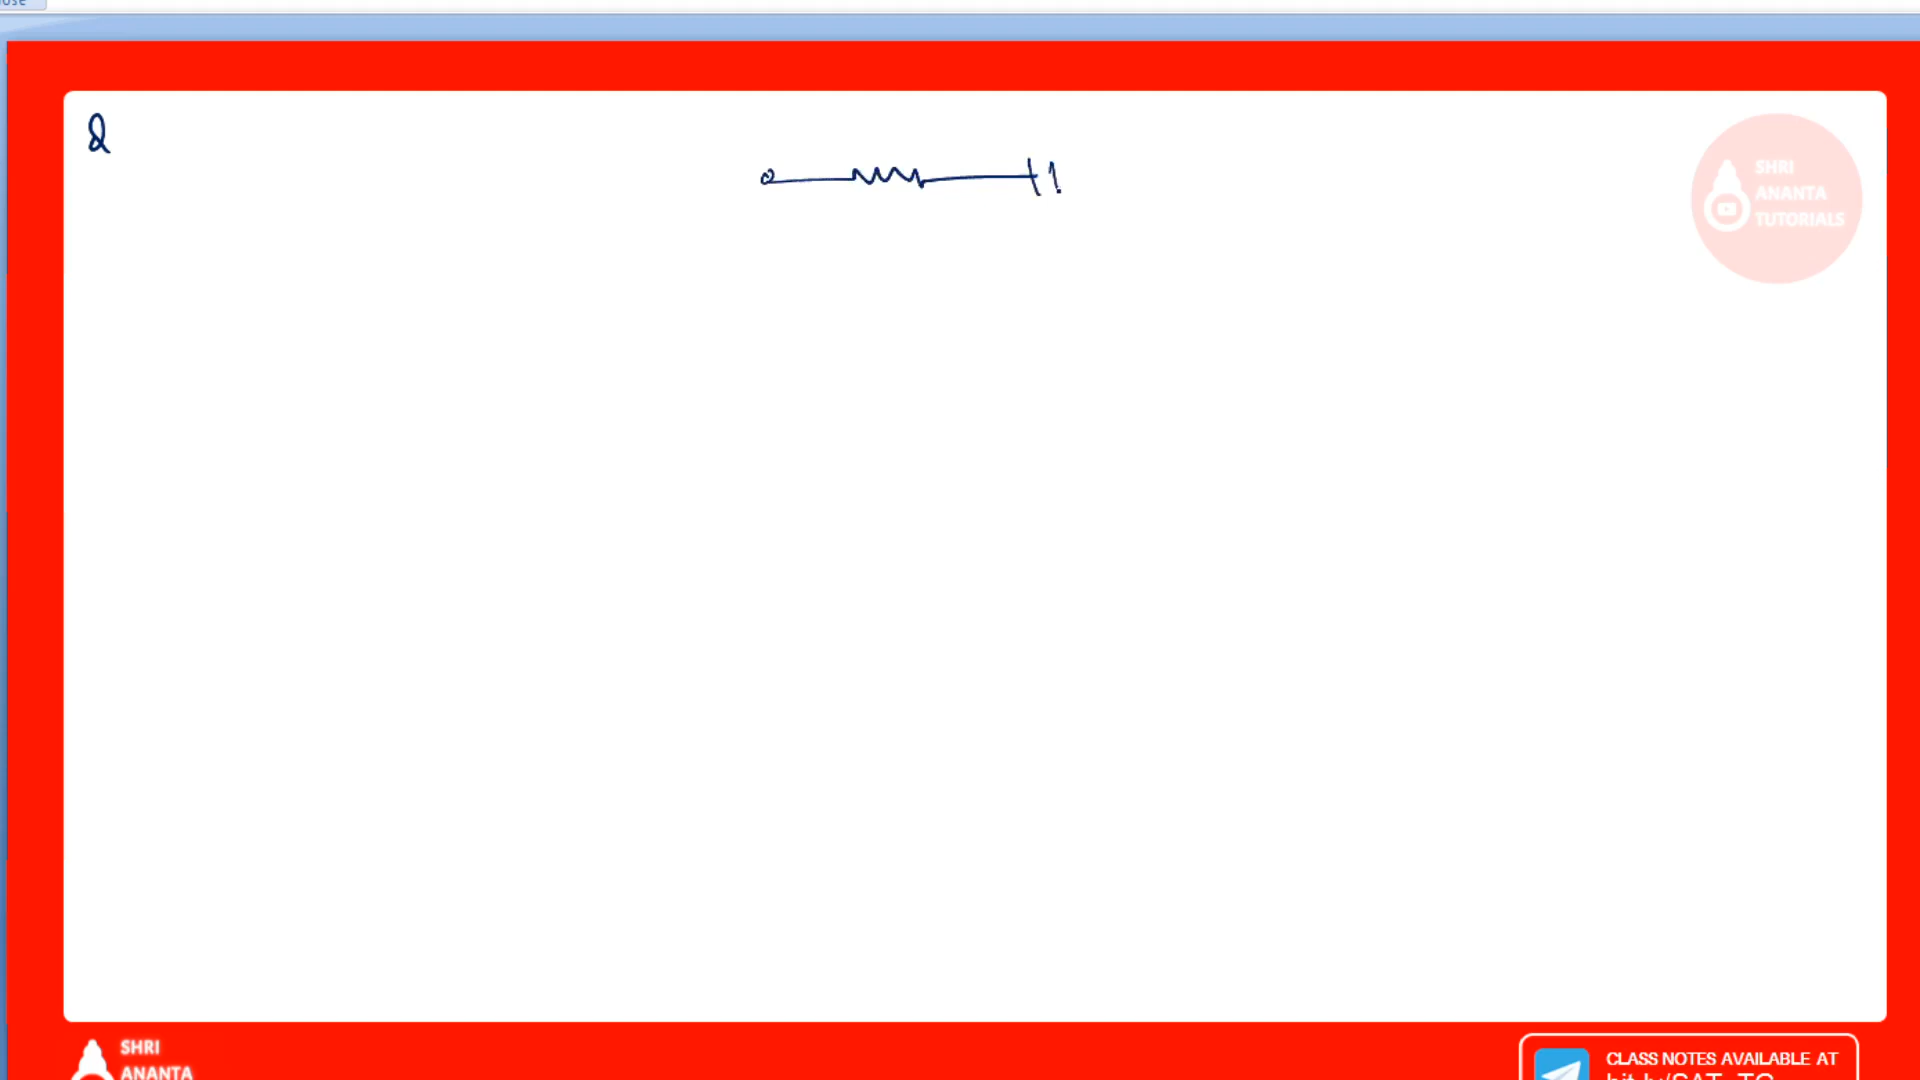 Q
SHRI
ANANTA
TUTORIALS
SHRI
ANANTA
CLASS NOTES AVAILABLE AT